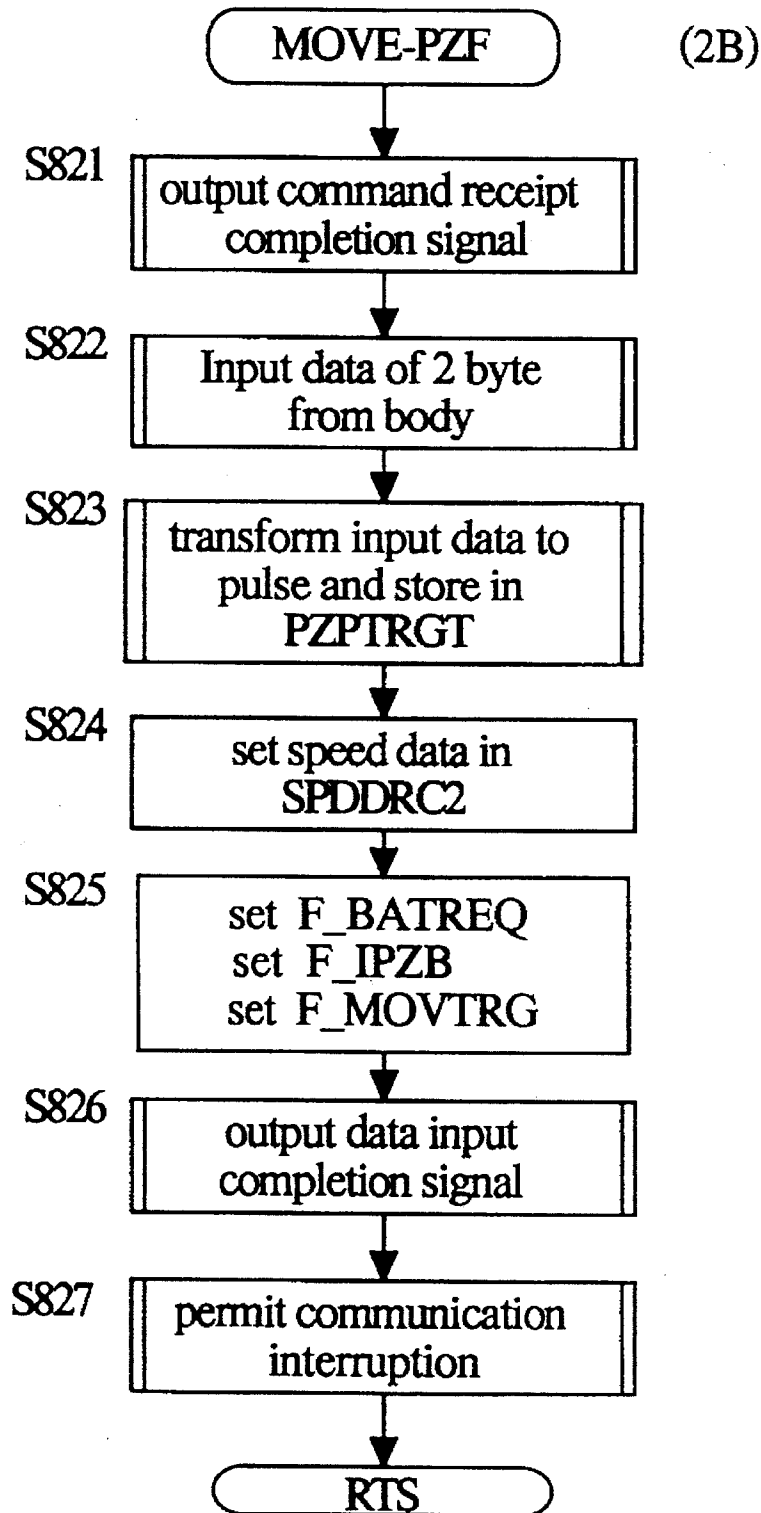 MOVE-PZF (2B)
S821
output command receipt
completion signal
S822
Input data of 2 byte
from body
S823
transform input data to
pulse and store in
PZPTRGT
S824
set speed data in
SPDDRC2
S825
set F_BATREQ
set F_IPZB
set F_MOVTRG
S826
output data input
completion signal
S827
permit communication
interruption
RTS